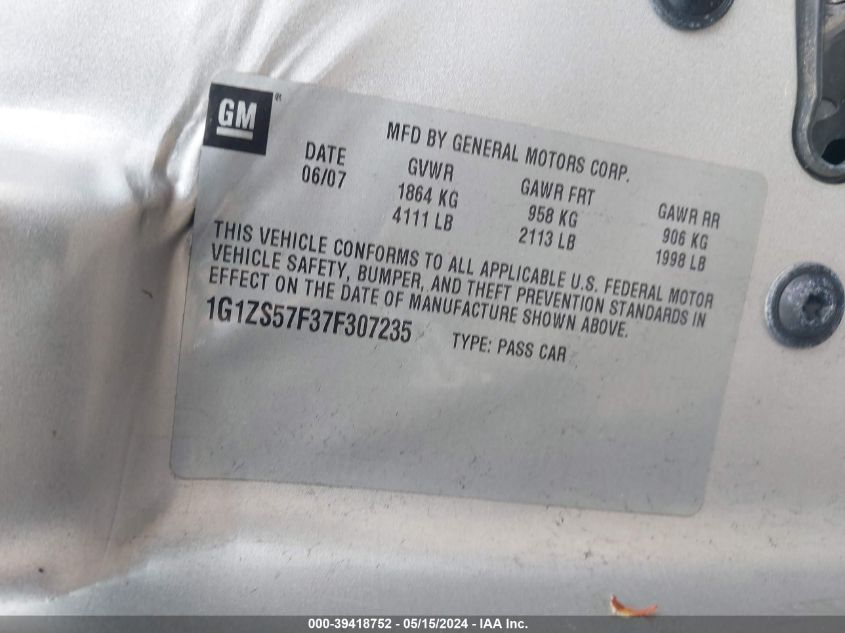 GM
MFD BY GENERAL MOTORS CORP.
DATE GVWR GAWR FRT GAWR RR
06/07 1864 KG 958 KG 906 KG
4111 LB 2113 LB 1998 LB
THIS VEHICLE CONFORMS TO ALL APPLICABLE U.S. FEDERAL MOTOR
VEHICLE SAFETY, BUMPER, AND THEFT PREVENTION STANDARDS IN
EFFECT ON THE DATE OF MANUFACTURE SHOWN ABOVE.
1G1ZS57F37F307235 TYPE: PASS CAR
000-39418752 - 05/15/2024 - IAA Inc.